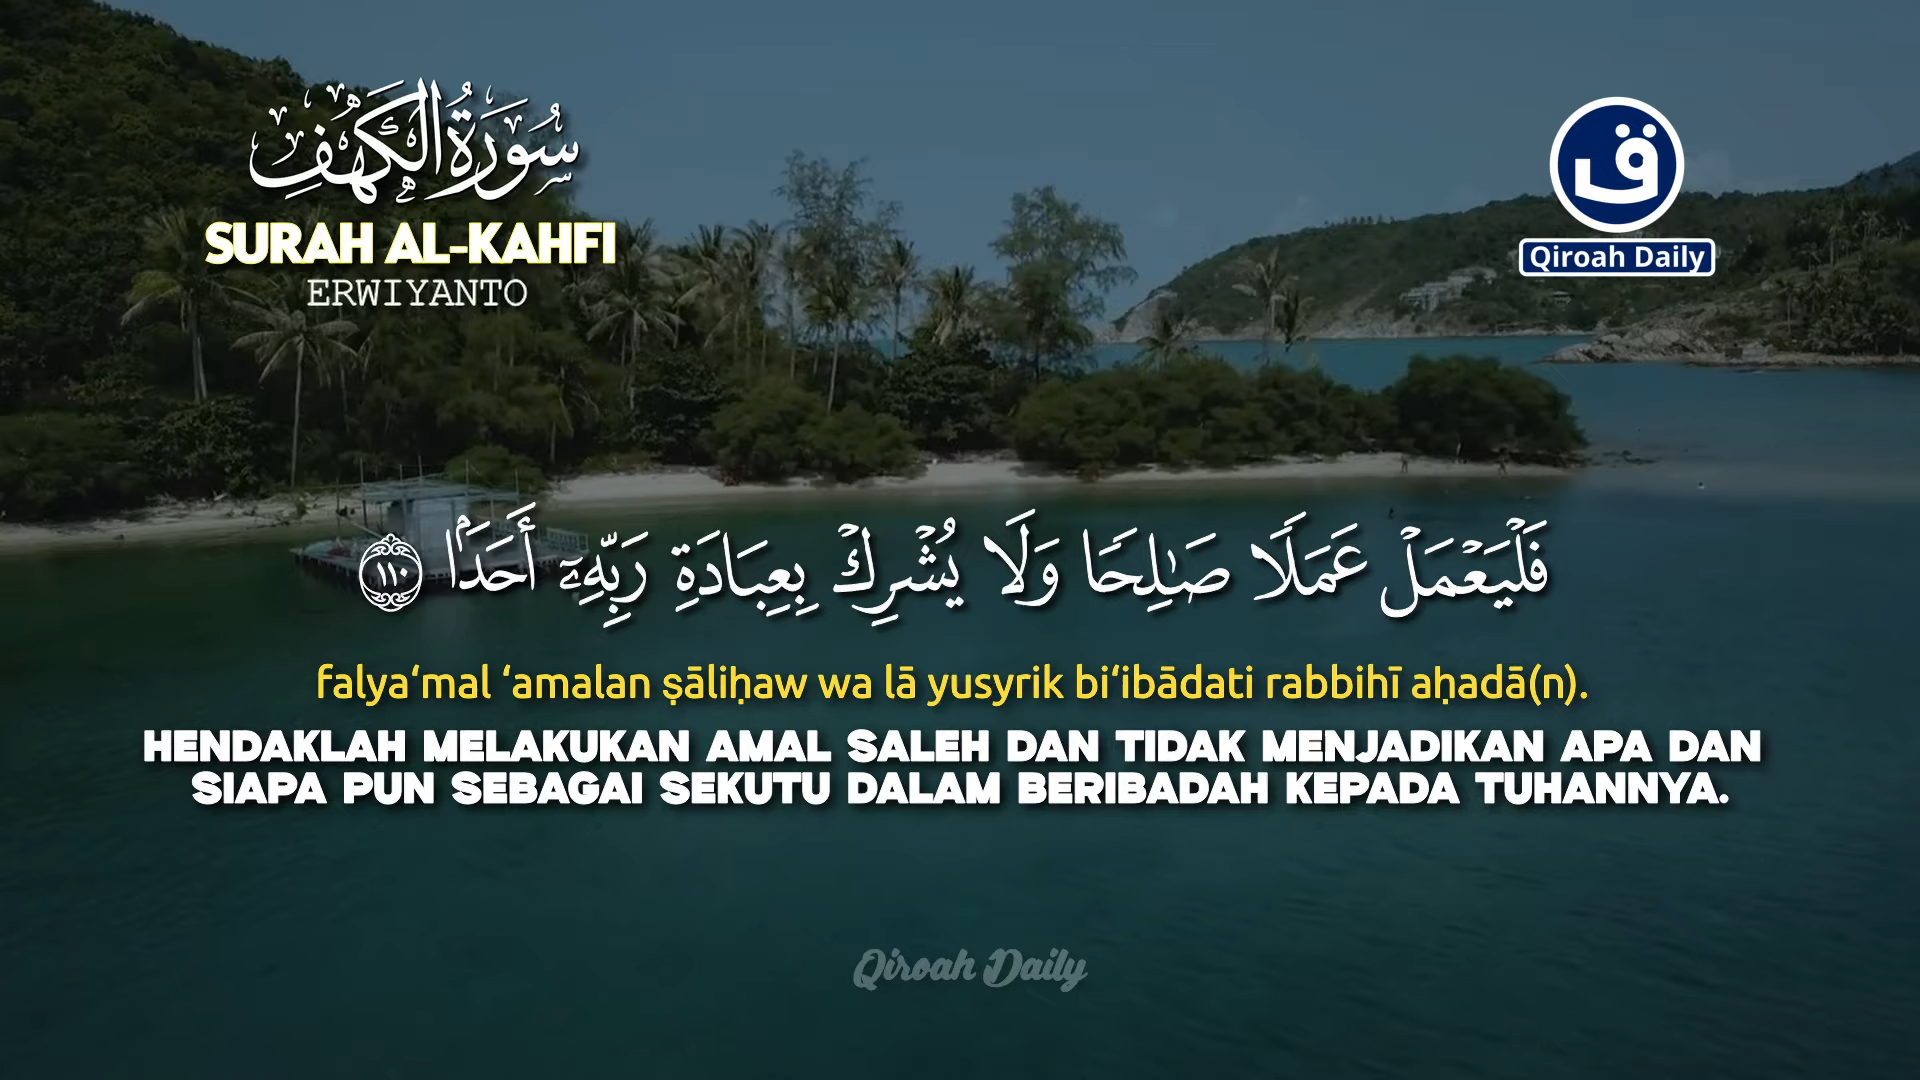 سُورَةُ الْكَهْفِ
SURAH AL-KAHFI
ERWIYANTO
ق
Qiroah Daily
فَلْيَعْمَلْ عَمَلًا صَـٰلِحًا وَلَا يُشْرِكْ بِعِبَادَةِ رَبِّهِۦٓ أَحَدًۢا ١١٠
falya‘mal ‘amalan ṣāliḥaw wa lā yusyrik bi‘ibādati rabbihī aḥadā(n).
HENDAKLAH MELAKUKAN AMAL SALEH DAN TIDAK MENJADIKAN APA DAN
SIAPA PUN SEBAGAI SEKUTU DALAM BERIBADAH KEPADA TUHANNYA.
Qiroah Daily